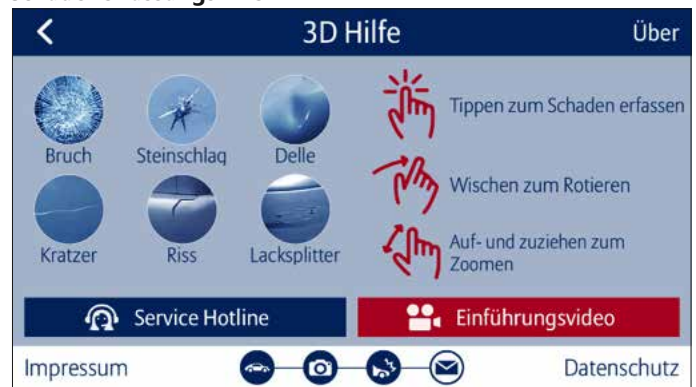 3D Hilfe
Über
Bruch
Steinschlag
Delle
Kratzer
Riss
Lacksplitter
Tippen zum Schaden erfassen
Wischen zum Rotieren
Auf- und zuziehen zum
Zoomen
Service Hotline
Einführungsvideo
Impressum
Datenschutz